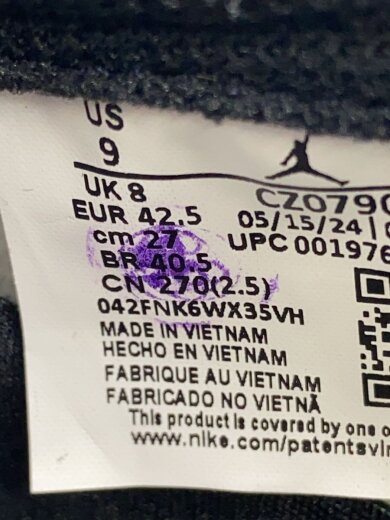 US
9
UK 8
EUR 42.5
cm 27
BR 40.5
CN 270(2.5)
CZ0790
05/15/24 | 0
UPC 001976
042FNK6WX35VH
MADE IN VIETNAM
HECHO EN VIETNAM
FABRIQUE AU VIETNAM
FABRICADO NO VIETNÃ
This product is covered by one o
www.nike.com/patentsvir